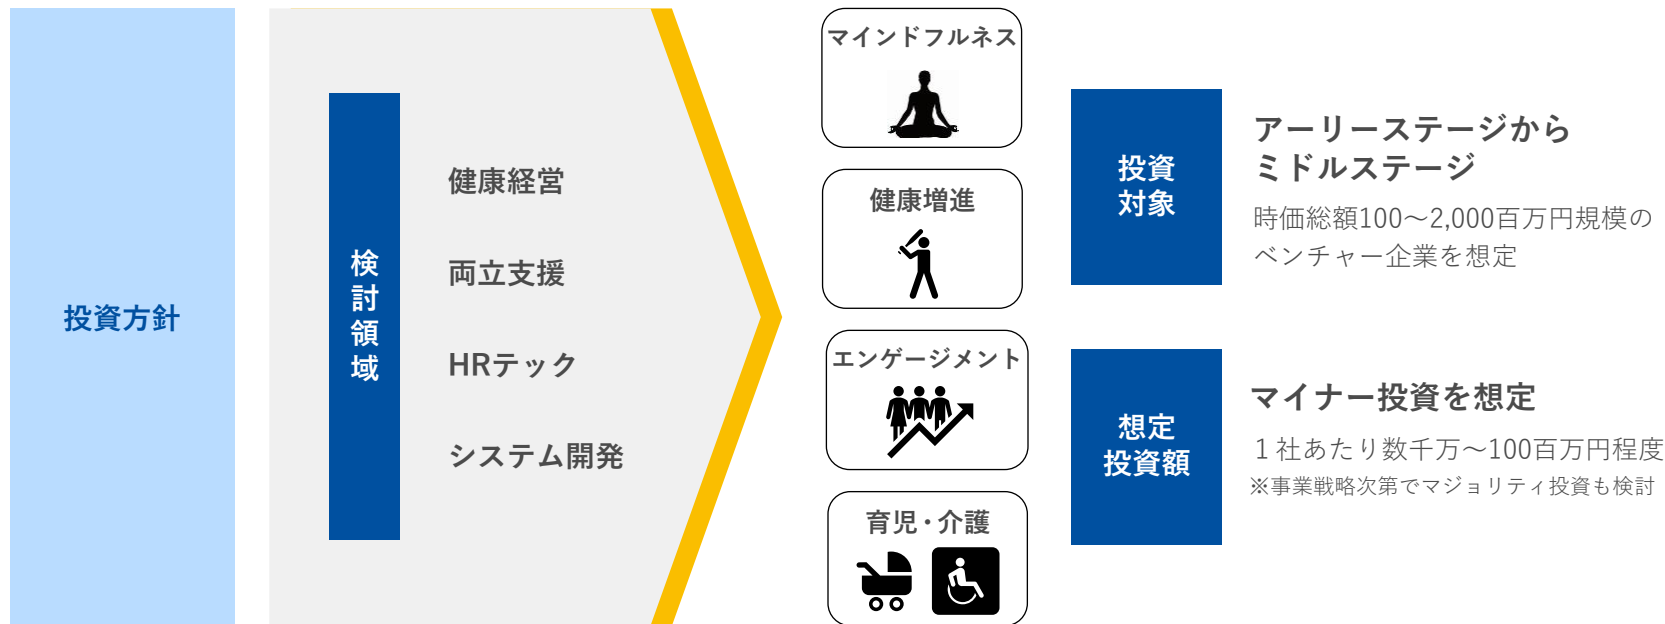 投資方針
検討領域
健康経営
両立支援
HRテック
システム開発
マインドフルネス
健康増進
エンゲージメント
育児・介護
投資
対象
アーリーステージから
ミドルステージ
時価総額100～2,000百万円規模の
ベンチャー企業を想定
想定
投資額
マイナー投資を想定
１社あたり数千万～100百万円程度
※事業戦略次第でマジョリティ投資も検討